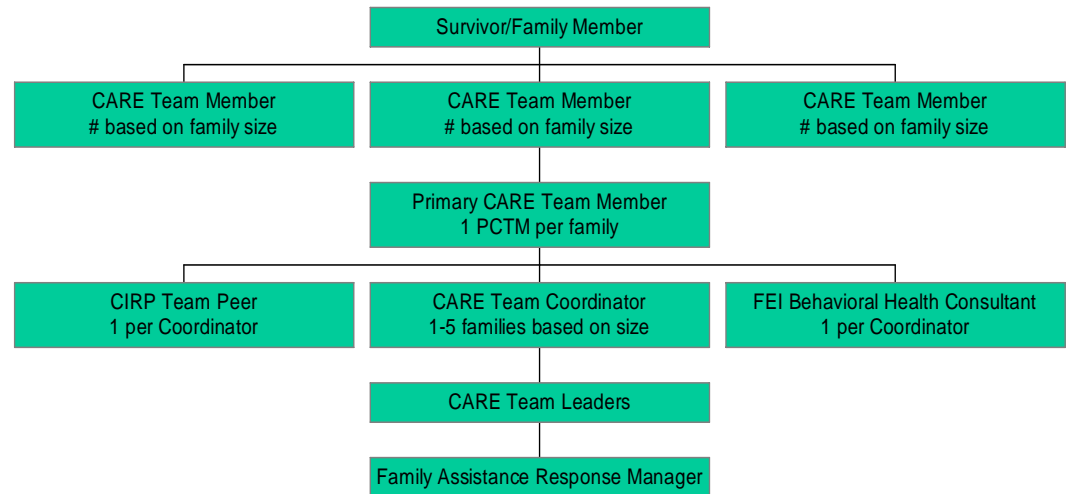 Survivor/Family Member
CARE Team Member
# based on family size
CARE Team Member
# based on family size
CARE Team Member
# based on family size
Primary CARE Team Member
1 PCTM per family
CIRP Team Peer
1 per Coordinator
CARE Team Coordinator
1-5 families based on size
FEI Behavioral Health Consultant
1 per Coordinator
CARE Team Leaders
Family Assistance Response Manager